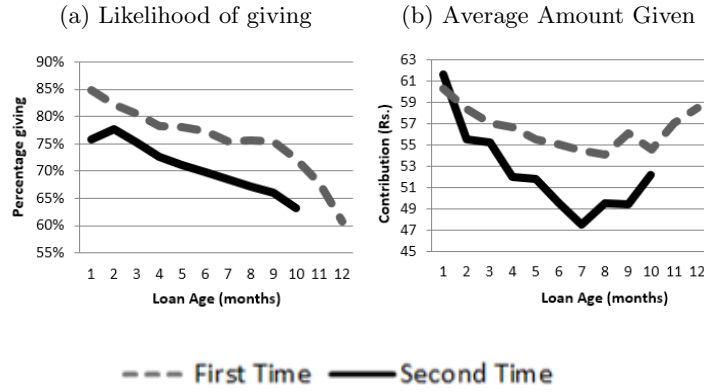 (a) Likelihood of giving
90%
85%
80%
75%
70%
65%
60%
55%
Percentage giving
1 2 3 4 5 6 7 8 9 10 11 12
Loan Age (months)
(b) Average Amount Given
63
61
59
57
55
53
51
49
47
45
Contribution (Rs.)
1 2 3 4 5 6 7 8 9 10 11 12
Loan Age (months)
First Time
Second Time